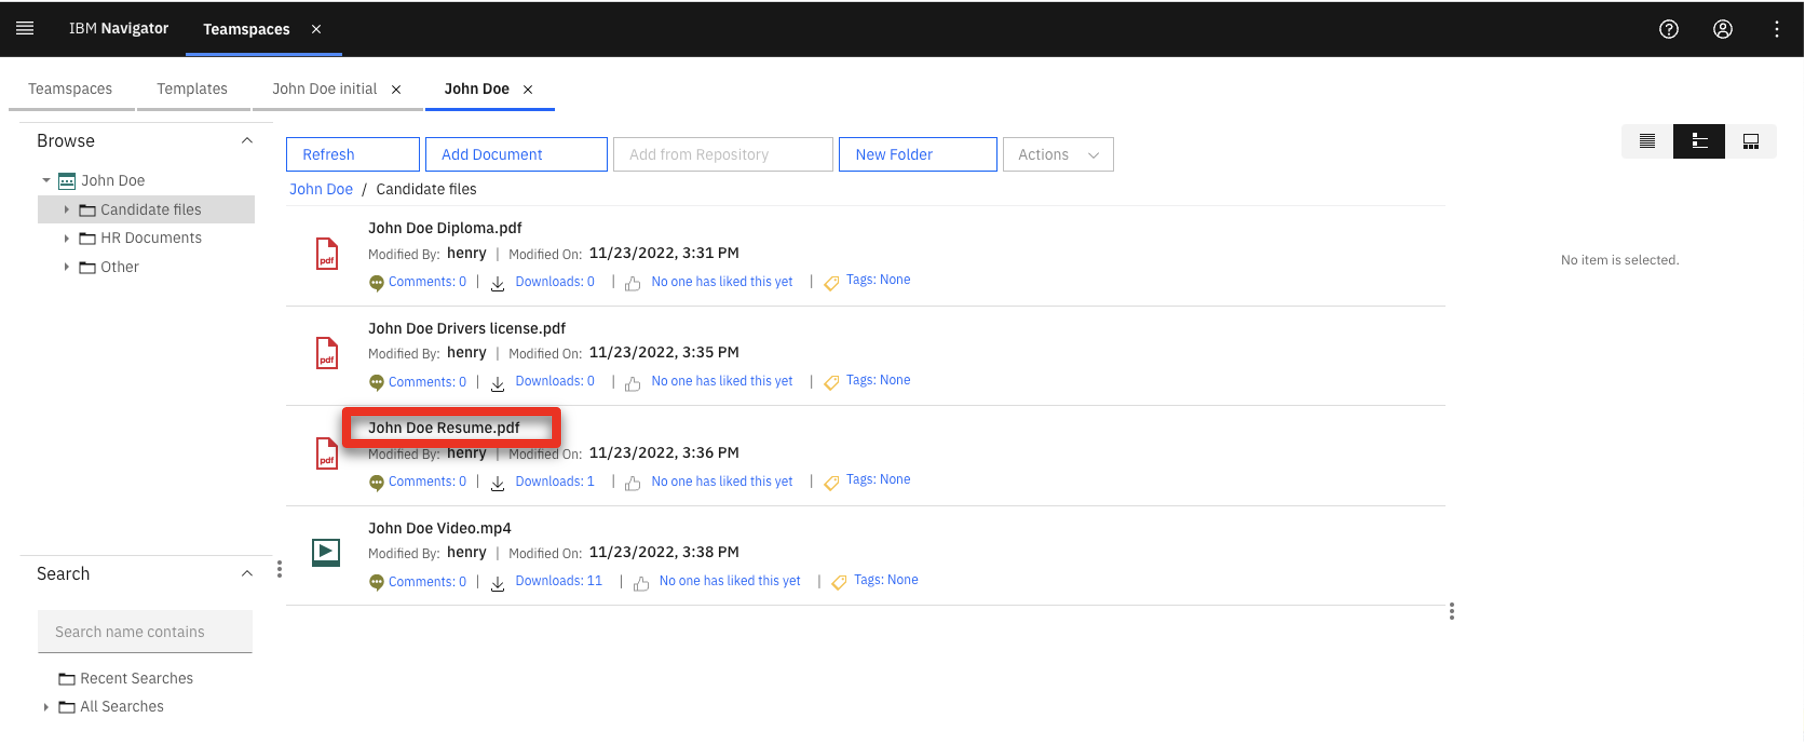 IBM Navigator
Teamspaces
Teamspaces
Templates
John Doe initial
John Doe
Browse
John Doe
Candidate files
HR Documents
Other
Search
Search name contains
Recent Searches
All Searches
Refresh
Add Document
Add from Repository
New Folder
Actions
John Doe / Candidate files
pdf
John Doe Diploma.pdf
Modified By: henry | Modified On: 11/23/2022, 3:31 PM
Comments: 0 | Downloads: 0 | No one has liked this yet | Tags: None
pdf
John Doe Drivers license.pdf
Modified By: henry | Modified On: 11/23/2022, 3:35 PM
Comments: 0 | Downloads: 0 | No one has liked this yet | Tags: None
pdf
John Doe Resume.pdf
Modified By: henry | Modified On: 11/23/2022, 3:36 PM
Comments: 0 | Downloads: 1 | No one has liked this yet | Tags: None
John Doe Video.mp4
Modified By: henry | Modified On: 11/23/2022, 3:38 PM
Comments: 0 | Downloads: 11 | No one has liked this yet | Tags: None
No item is selected.